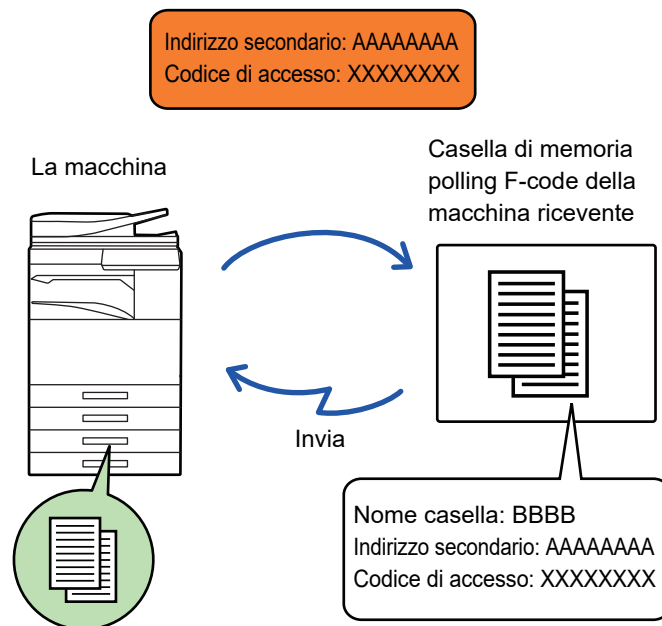 Indirizzo secondario: AAAAAAAA
Codice di accesso: XXXXXXXX
La macchina
Casella di memoria
polling F-code della
macchina ricevente
Invia
Nome casella: BBBB
Indirizzo secondario: AAAAAAAA
Codice di accesso: XXXXXXXX